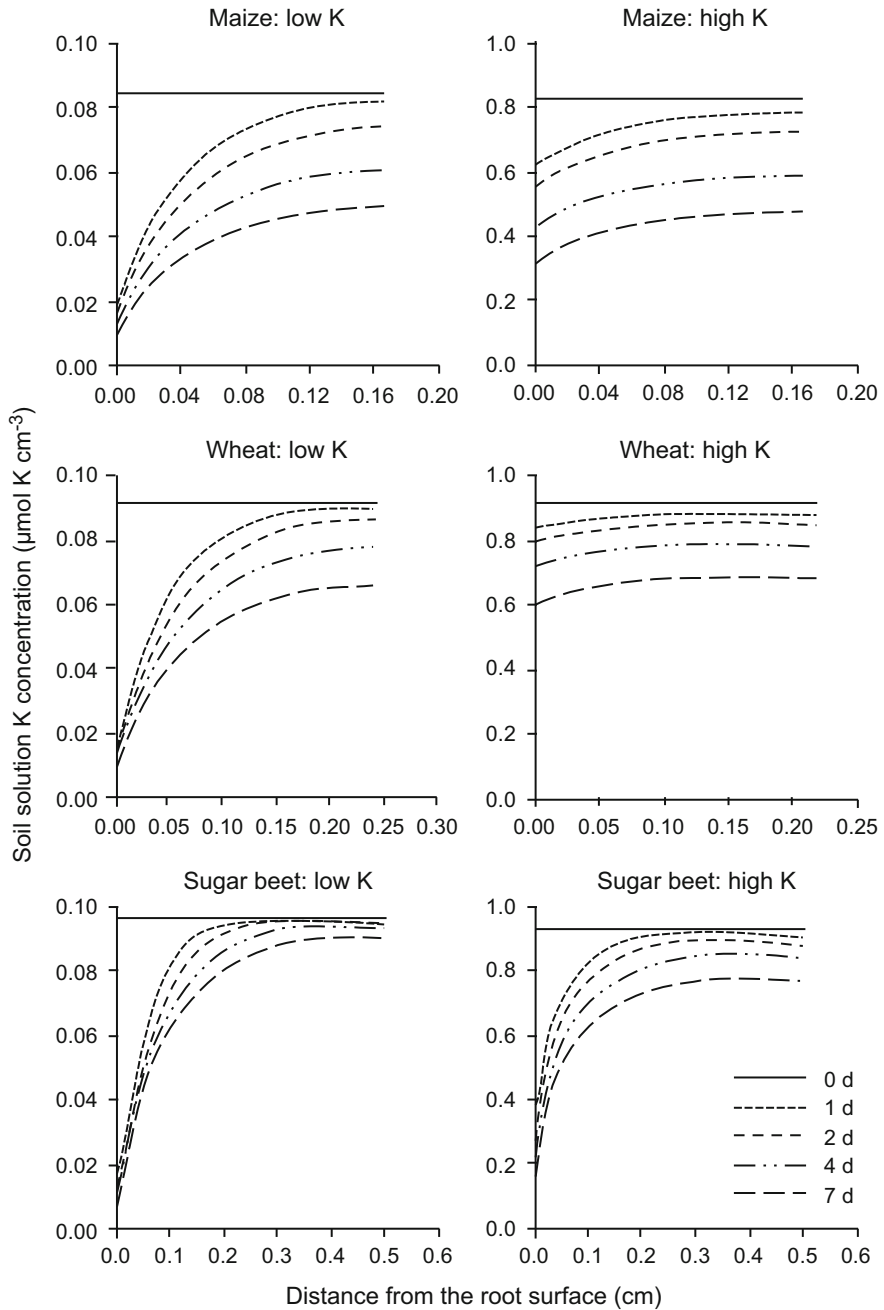 Maize: low K
0.10
0.08
0.06
0.04
0.02
0.00
0.00 0.04 0.08 0.12 0.16 0.20
Maize: high K
1.0
0.8
0.6
0.4
0.2
0.0
0.00 0.04 0.08 0.12 0.16 0.20
Soil solution K concentration (µmol K cm-3)
Wheat: low K
0.10
0.08
0.06
0.04
0.02
0.00
0.00 0.05 0.10 0.15 0.20 0.25 0.30
Wheat: high K
1.0
0.8
0.6
0.4
0.2
0.0
0.00 0.05 0.10 0.15 0.20 0.25
Sugar beet: low K
0.10
0.08
0.06
0.04
0.02
0.00
0.0 0.1 0.2 0.3 0.4 0.5 0.6
Sugar beet: high K
1.0
0.8
0.6
0.4
0.2
0.0
0.0 0.1 0.2 0.3 0.4 0.5 0.6
0 d
1 d
2 d
4 d
7 d
Distance from the root surface (cm)